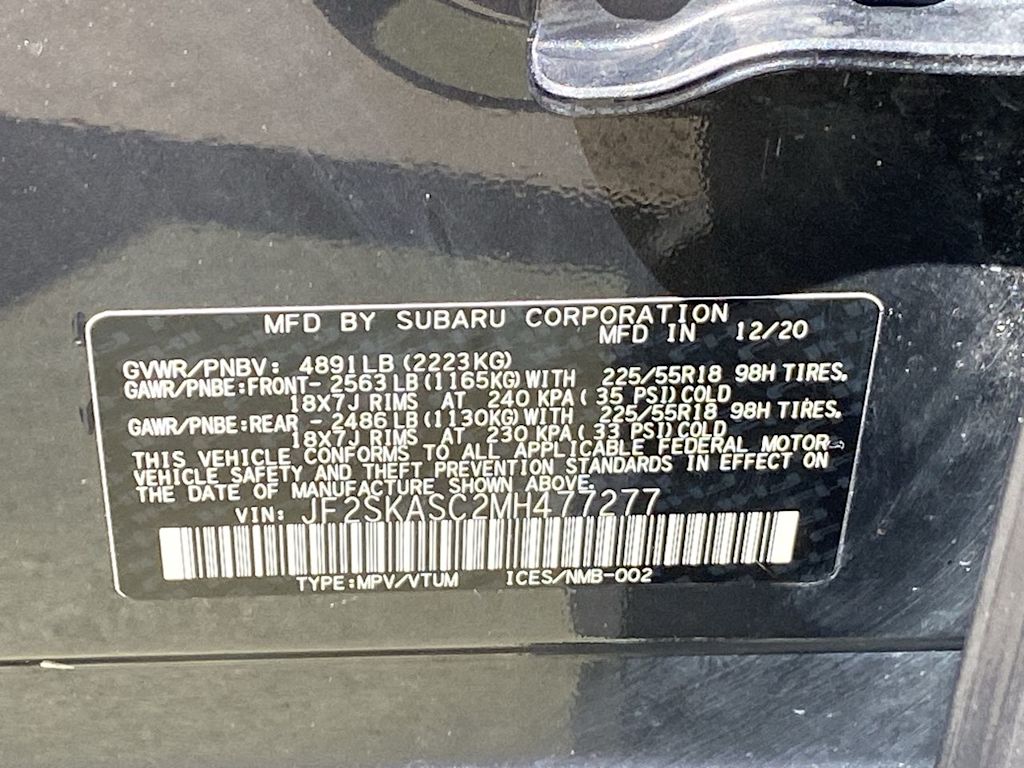 MFD BY SUBARU CORPORATION
MFD IN 12/20
GVWR/PNBV: 4891LB (2223KG)
GAWR/PNBE:FRONT- 2563LB(1165KG)WITH 225/55R18 98H TIRES.
18X7J RIMS AT 240 KPA( 35 PSI)COLD
GAWR/PNBE:REAR - 2486LB(1130KG)WITH 225/55R18 98H TIRES.
18X7J RIMS AT 230 KPA( 33 PSI)COLD
THIS VEHICLE CONFORMS TO ALL APPLICABLE FEDERAL MOTOR
VEHICLE SAFETY AND THEFT PREVENTION STANDARDS IN EFFECT ON
THE DATE OF MANUFACTURE SHOWN ABOVE.
VIN: JF2SKASC2MH477277
TYPE:MPV/VTUM ICES/NMB-002